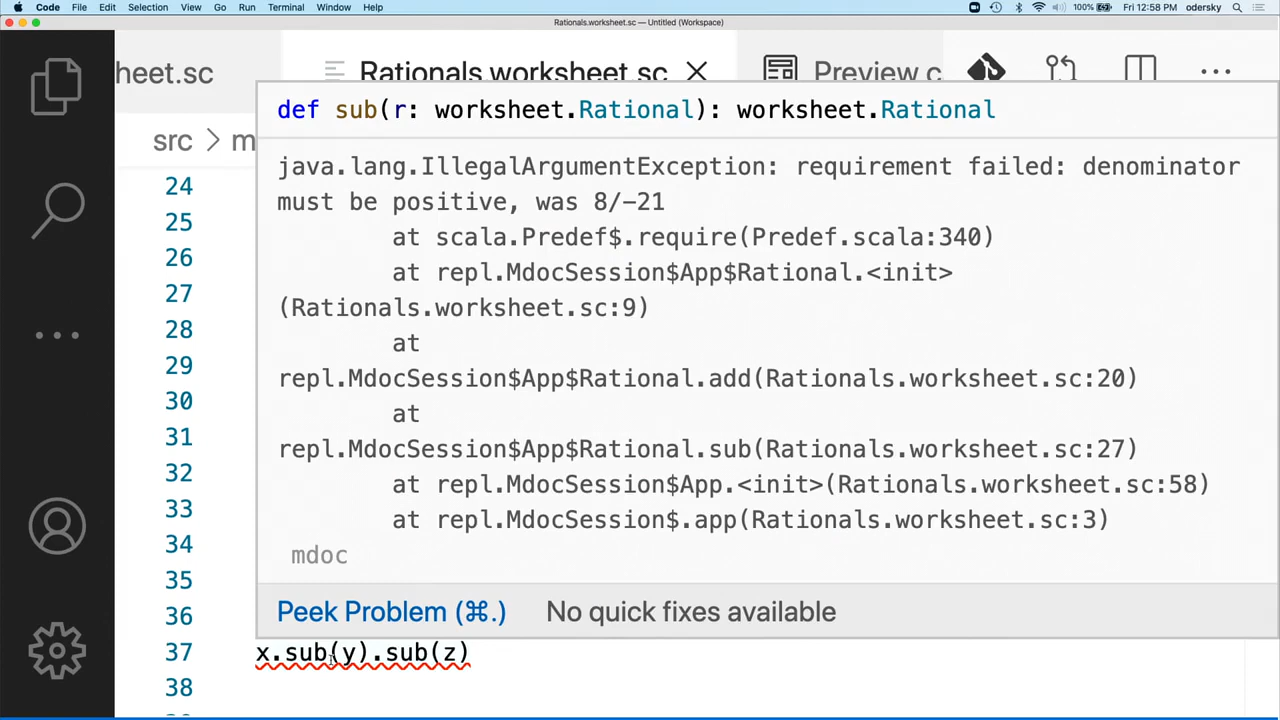 Code File Edit Selection View Go Run Terminal Window Help 100% Fri 12:58 PM odersky
Rationals.worksheet.sc — Untitled (Workspace)
heet.sc Rationals.worksheet.sc Preview c
src > m
def sub(r: worksheet.Rational): worksheet.Rational
java.lang.IllegalArgumentException: requirement failed: denominator
must be positive, was 8/-21
at scala.Predef$.require(Predef.scala:340)
at repl.MdocSession$App$Rational.<init>
(Rationals.worksheet.sc:9)
at
repl.MdocSession$App$Rational.add(Rationals.worksheet.sc:20)
at
repl.MdocSession$App$Rational.sub(Rationals.worksheet.sc:27)
at repl.MdocSession$App.<init>(Rationals.worksheet.sc:58)
at repl.MdocSession$.app(Rationals.worksheet.sc:3)
mdoc
Peek Problem (⌘.) No quick fixes available
24
25
26
27
28
29
30
31
32
33
34
35
36
37 x.sub(y).sub(z)
38